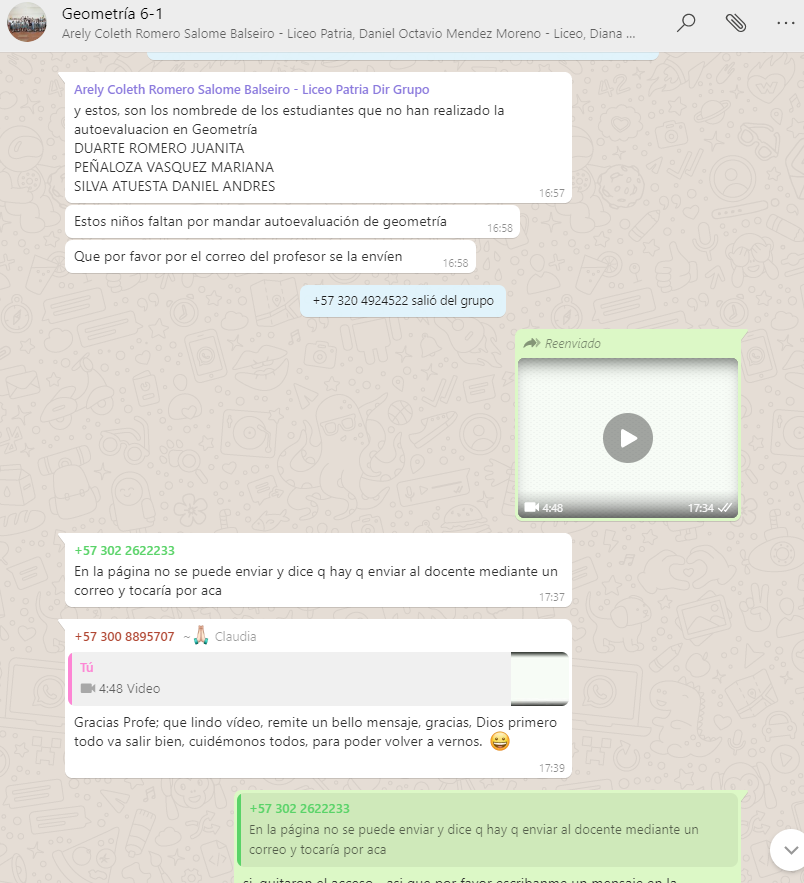 Geometría 6-1
Arely Coleth Romero Salome Balseiro - Liceo Patria, Daniel Octavio Mendez Moreno - Liceo, Diana ...
Arely Coleth Romero Salome Balseiro - Liceo Patria Dir Grupo
y estos, son los nombrede de los estudiantes que no han realizado la
autoevaluacion en Geometría
DUARTE ROMERO JUANITA
PEÑALOZA VASQUEZ MARIANA
SILVA ATUESTA DANIEL ANDRES
16:57
Estos niños faltan por mandar autoevaluación de geometría
16:58
Que por favor por el correo del profesor se la envíen
16:58
+57 320 4924522 salió del grupo
Reenviado
4:48
17:34
+57 302 2622233
En la página no se puede enviar y dice q hay q enviar al docente mediante un
correo y tocaría por aca
17:37
+57 300 8895707 ~🙏🏻 Claudia
Tú
4:48 Video
Gracias Profe; que lindo vídeo, remite un bello mensaje, gracias, Dios primero
todo va salir bien, cuidémonos todos, para poder volver a vernos. 😀
17:39
+57 302 2622233
En la página no se puede enviar y dice q hay q enviar al docente mediante un
correo y tocaría por aca
si, quitaron el acceso... asi que por favor escribanme un mensaje en la